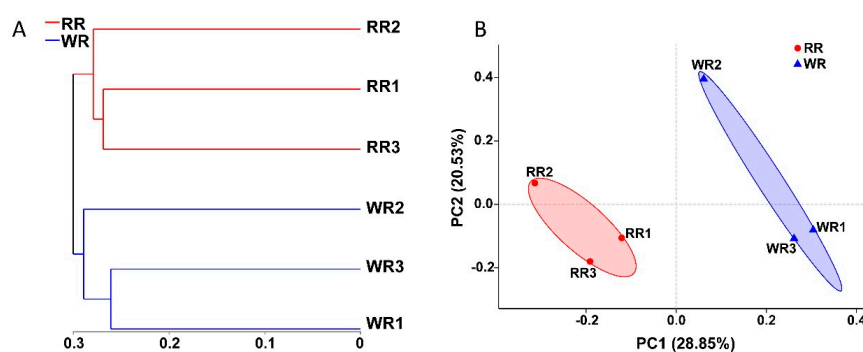 A
RR
WR
RR2
RR1
RR3
WR2
WR3
WR1
0.3
0.2
0.1
0
B
RR
WR
WR2
RR2
RR1
RR3
WR1
WR3
PC2 (20.53%)
0.4
0.2
0.0
-0.2
-0.2
0.0
0.2
0.4
PC1 (28.85%)